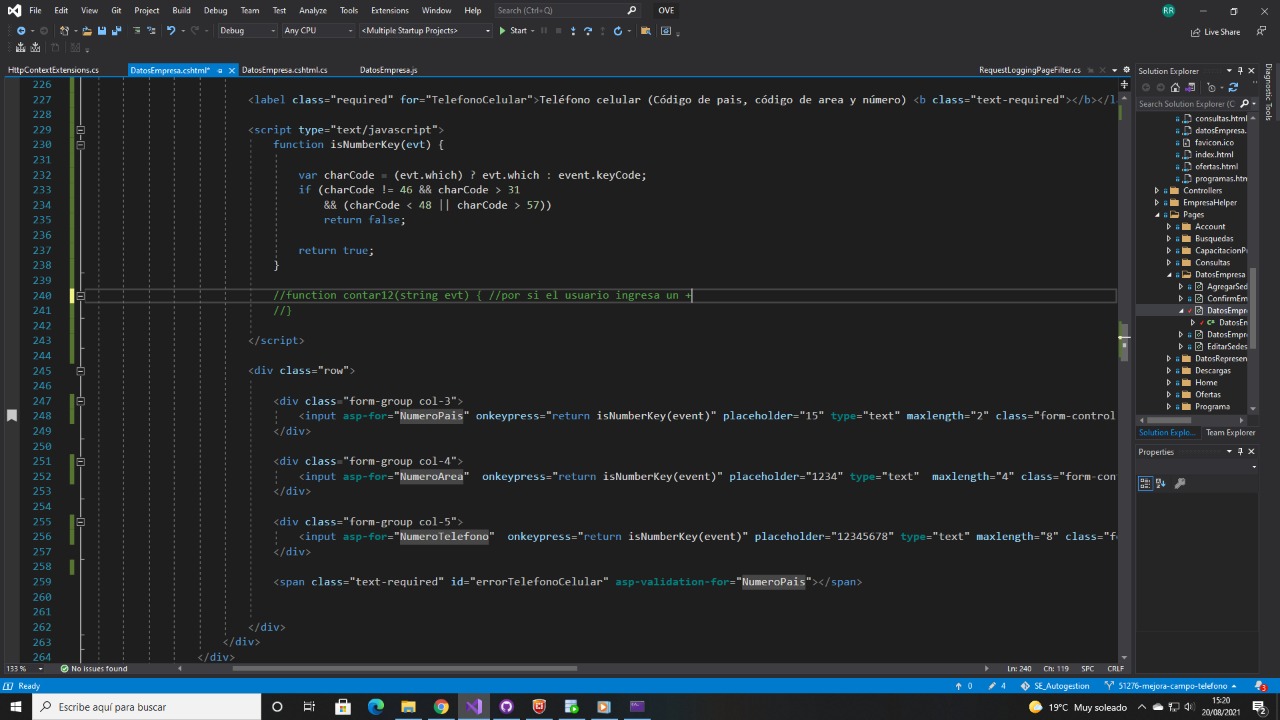 File Edit View Git Project Build Debug Team Test Analyze Tools Extensions Window Help Search (Ctrl+Q) OVE RR
Debug Any CPU <Multiple Startup Projects> Start Live Share
HttpContextExtensions.cs DatosEmpresa.cshtml* DatosEmpresa.cshtml.cs DatosEmpresa.js RequestLoggingPageFilter.cs
226
227 <label class="required" for="TelefonoCelular">Teléfono celular (Código de pais, código de area y número) <b class="text-required"></b></la
228
229 <script type="text/javascript">
230 function isNumberKey(evt) {
231
232 var charCode = (evt.which) ? evt.which : event.keyCode;
233 if (charCode != 46 && charCode > 31
234 && (charCode < 48 || charCode > 57))
235 return false;
236
237 return true;
238 }
239
240 //function contar12(string evt) { //por si el usuario ingresa un +
241 //}
242
243 </script>
244
245 <div class="row">
246
247 <div class="form-group col-3">
248 <input asp-for="NumeroPais" onkeypress="return isNumberKey(event)" placeholder="15" type="text" maxlength="2" class="form-control
249 </div>
250
251 <div class="form-group col-4">
252 <input asp-for="NumeroArea" onkeypress="return isNumberKey(event)" placeholder="1234" type="text" maxlength="4" class="form-con
253 </div>
254
255 <div class="form-group col-5">
256 <input asp-for="NumeroTelefono" onkeypress="return isNumberKey(event)" placeholder="12345678" type="text" maxlength="8" class="f
257 </div>
258
259 <span class="text-required" id="errorTelefonoCelular" asp-validation-for="NumeroPais"></span>
260
261
262 </div>
263 </div>
264 </div>
133 % No issues found Ln: 240 Ch: 119 SPC CRLF
Solution Explorer
Search Solution Explorer (C
consultas.html
datosEmpresa.
favicon.ico
index.html
ofertas.html
programas.htm
Controllers
EmpresaHelper
Pages
Account
Busquedas
CapacitacionP
Consultas
DatosEmpresa
AgregarSed
ConfirmEm
DatosEmpr
C# DatosEn
DatosEmpr
EditarSedes
DatosRepresen
Descargas
Home
Ofertas
Programa
Solution Explo... Team Explorer
Properties
Diagnostic Tools
Ready 0 4 SE_Autogestion 51276-mejora-campo-telefono 3
Escribe aquí para buscar 19°C Muy soleado 15:20
20/08/2021